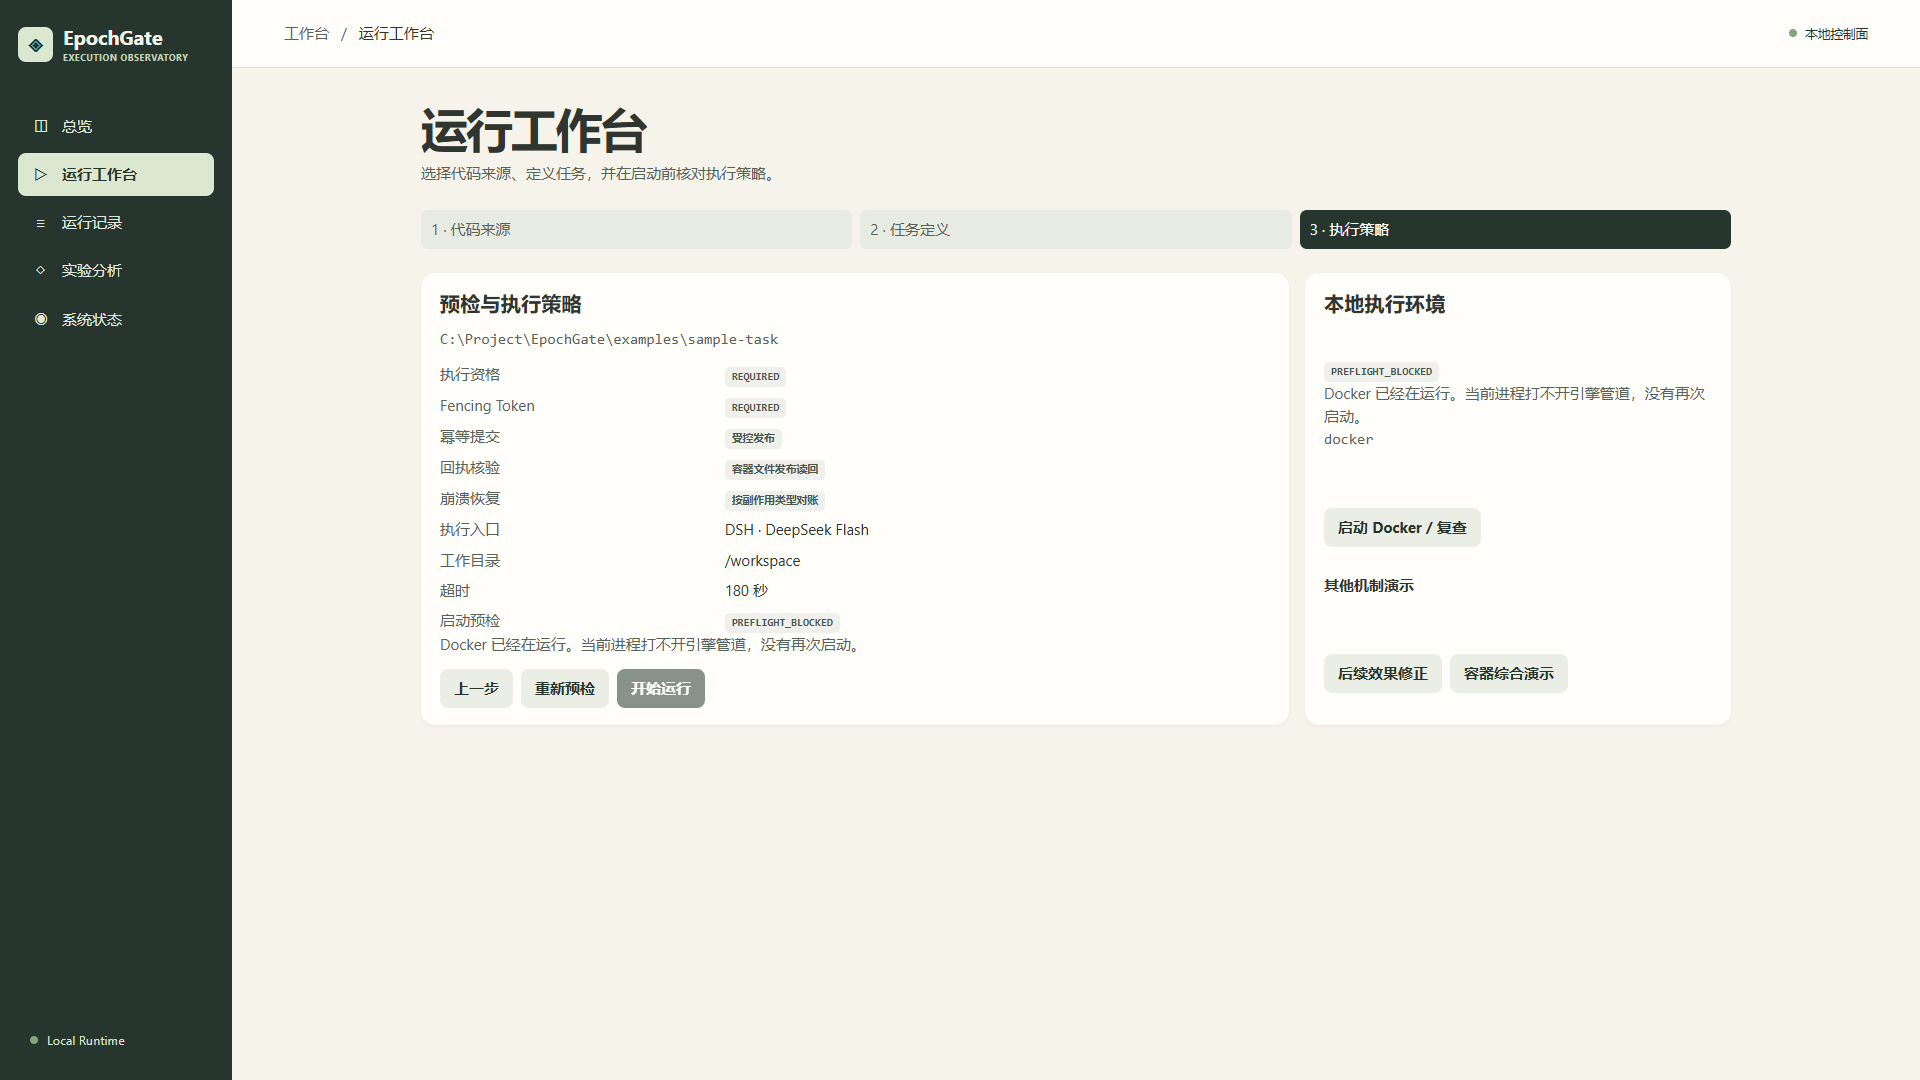 EpochGate
EXECUTION OBSERVATORY
总览
运行工作台
运行记录
实验分析
系统状态
Local Runtime
工作台 / 运行工作台
本地控制面
运行工作台
选择代码来源、定义任务，并在启动前核对执行策略。
1 · 代码来源
2 · 任务定义
3 · 执行策略
预检与执行策略
C:\Project\EpochGate\examples\sample-task
执行资格 REQUIRED
Fencing Token REQUIRED
幂等提交 受控发布
回执核验 容器文件发布读回
崩溃恢复 按副作用类型对账
执行入口 DSH · DeepSeek Flash
工作目录 /workspace
超时 180 秒
启动预检 PREFLIGHT_BLOCKED
Docker 已经在运行。当前进程打不开引擎管道，没有再次启动。
上一步 重新预检 开始运行
本地执行环境
PREFLIGHT_BLOCKED
Docker 已经在运行。当前进程打不开引擎管道，没有再次
启动。
docker
启动 Docker / 复查
其他机制演示
后续效果修正 容器综合演示